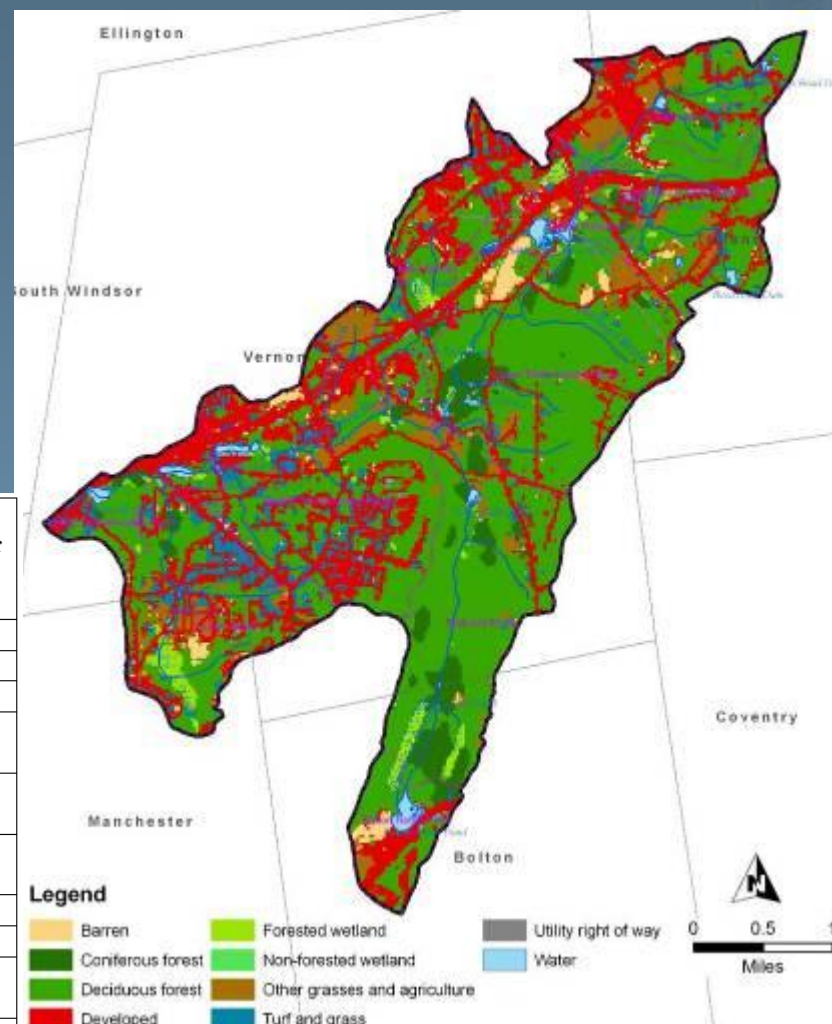 Ellington
South Windsor
Vernon
Coventry
Manchester
Bolton
Legend
Barren
Coniferous forest
Deciduous forest
Developed
Forested wetland
Non-forested wetland
Other grasses and agriculture
Turf and grass
Utility right of way
Water
N
0 0.5 1
Miles